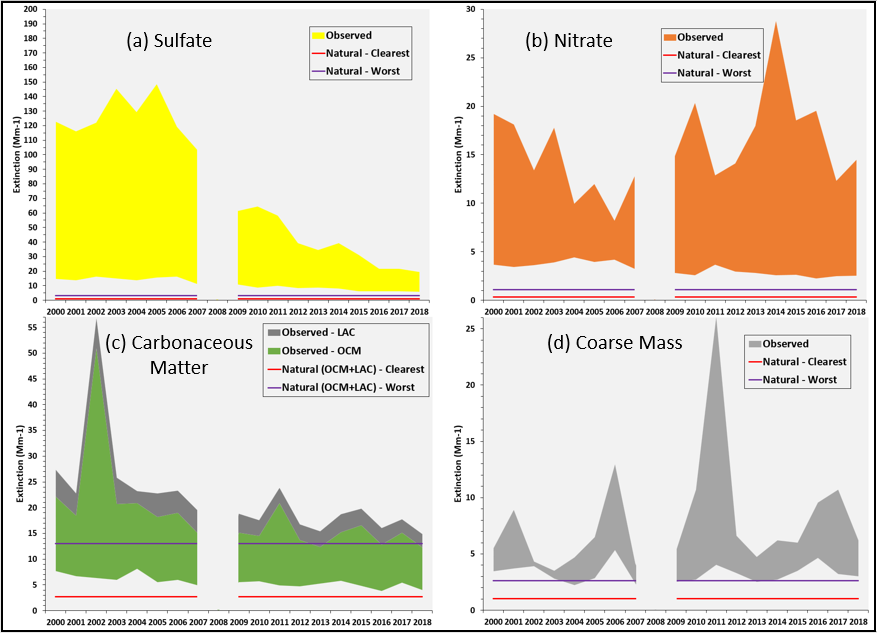 (a) Sulfate
Observed
Natural - Clearest
Natural - Worst
Extinction (Mm-1)
200
190
180
170
160
150
140
130
120
110
100
90
80
70
60
50
40
30
20
10
0
2000 2001 2002 2003 2004 2005 2006 2007 2008 2009 2010 2011 2012 2013 2014 2015 2016 2017 2018
(b) Nitrate
Observed
Natural - Clearest
Natural - Worst
Extinction (Mm-1)
30
25
20
15
10
5
0
2000 2001 2002 2003 2004 2005 2006 2007 2008 2009 2010 2011 2012 2013 2014 2015 2016 2017 2018
(c) Carbonaceous
Matter
Observed - LAC
Observed - OCM
Natural (OCM+LAC) - Clearest
Natural (OCM+LAC) - Worst
Extinction (Mm-1)
55
50
45
40
35
30
25
20
15
10
5
0
2000 2001 2002 2003 2004 2005 2006 2007 2008 2009 2010 2011 2012 2013 2014 2015 2016 2017 2018
(d) Coarse Mass
Observed
Natural - Clearest
Natural - Worst
Extinction (Mm-1)
25
20
15
10
5
0
2000 2001 2002 2003 2004 2005 2006 2007 2008 2009 2010 2011 2012 2013 2014 2015 2016 2017 2018